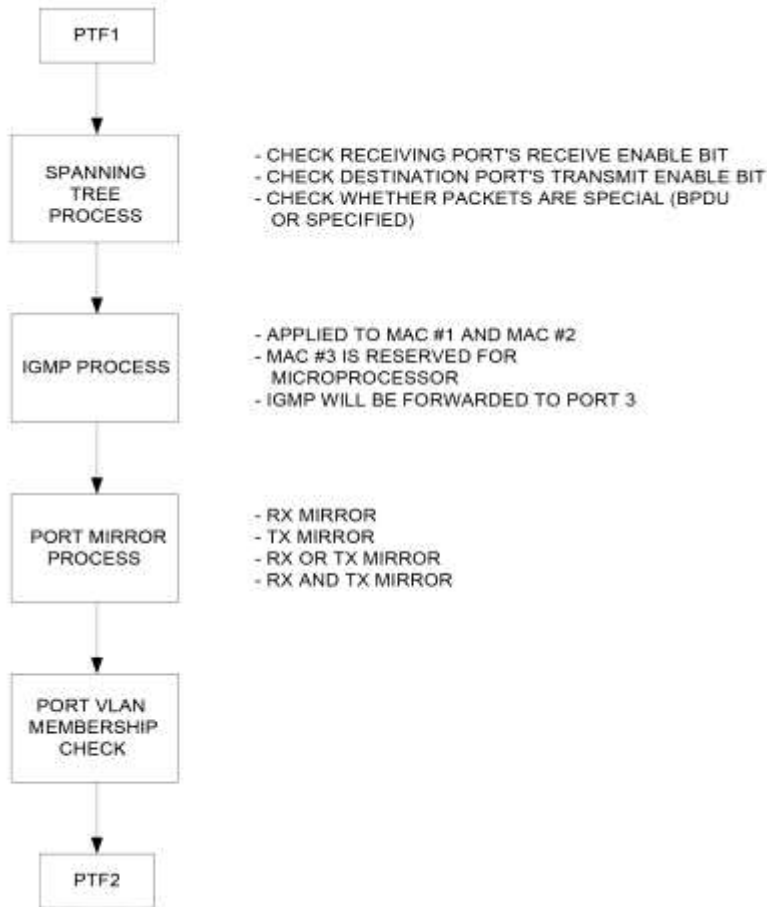 PTF1
SPANNING
TREE
PROCESS
- CHECK RECEIVING PORT'S RECEIVE ENABLE BIT
- CHECK DESTINATION PORT'S TRANSMIT ENABLE BIT
- CHECK WHETHER PACKETS ARE SPECIAL (BPDU
OR SPECIFIED)
IGMP PROCESS
- APPLIED TO MAC #1 AND MAC #2
- MAC #3 IS RESERVED FOR
MICROPROCESSOR
- IGMP WILL BE FORWARDED TO PORT 3
PORT MIRROR
PROCESS
- RX MIRROR
- TX MIRROR
- RX OR TX MIRROR
- RX AND TX MIRROR
PORT VLAN
MEMBERSHIP
CHECK
PTF2